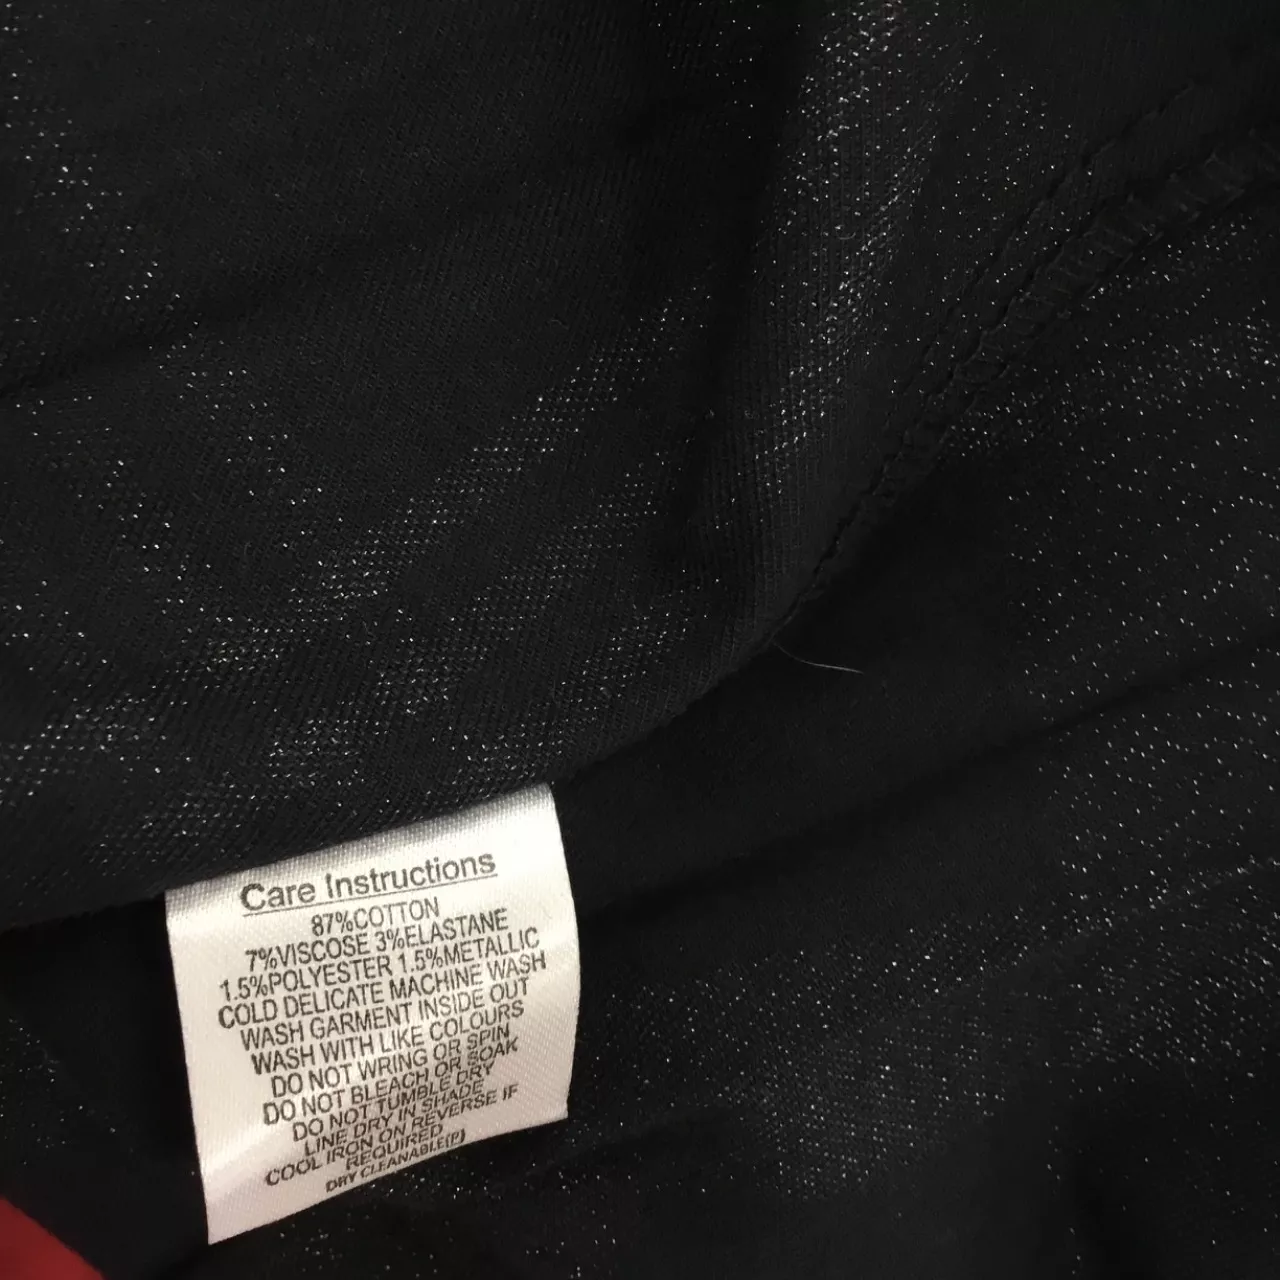 Care Instructions
87%COTTON
7%VISCOSE 3%ELASTANE
1.5%POLYESTER 1.5%METALLIC
COLD DELICATE MACHINE WASH
WASH GARMENT INSIDE OUT
WASH WITH LIKE COLOURS
DO NOT WRING OR SPIN
DO NOT BLEACH OR SOAK
DO NOT TUMBLE DRY
LINE DRY IN SHADE
COOL IRON ON REVERSE IF
REQUIRED
DRY CLEANABLE(P)